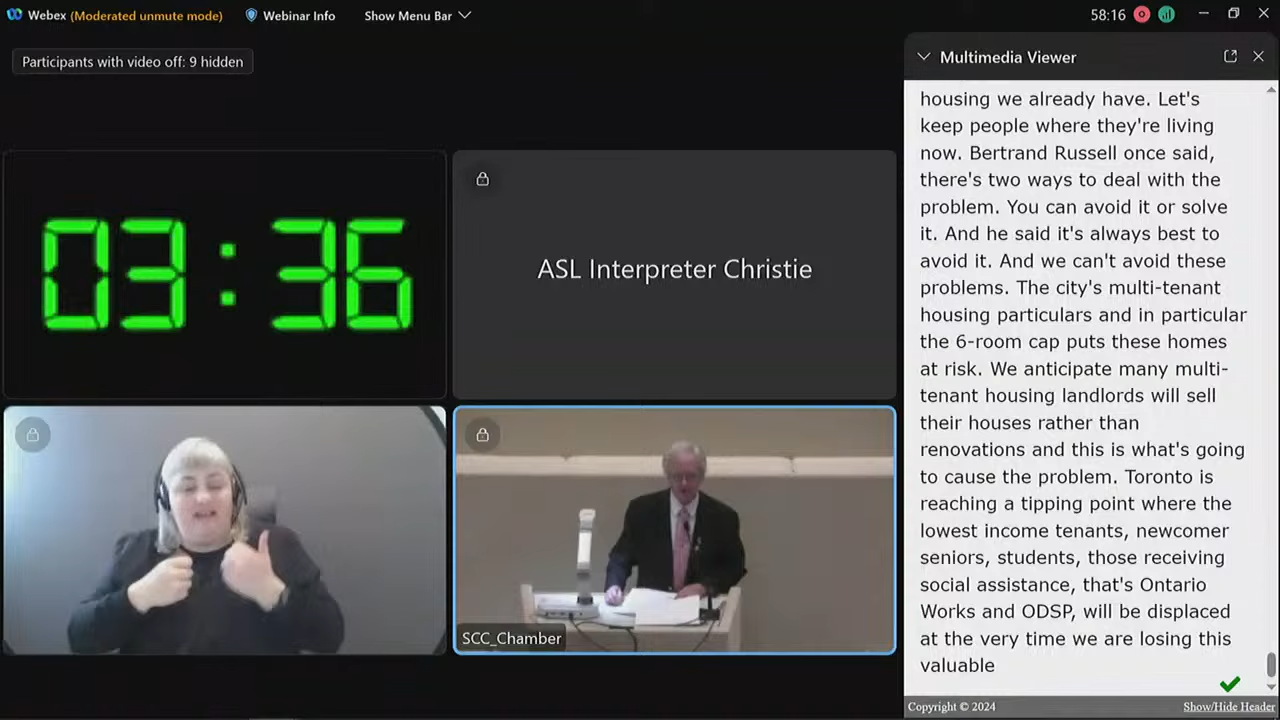 Webex (Moderated unmute mode) Webinar Info Show Menu Bar 58:16
Participants with video off: 9 hidden
Multimedia Viewer
03:36
ASL Interpreter Christie
SCC_Chamber
housing we already have. Let's
keep people where they're living
now. Bertrand Russell once said,
there's two ways to deal with the
problem. You can avoid it or solve
it. And he said it's always best to
avoid it. And we can't avoid these
problems. The city's multi-tenant
housing particulars and in particular
the 6-room cap puts these homes
at risk. We anticipate many multi-
tenant housing landlords will sell
their houses rather than
renovations and this is what's going
to cause the problem. Toronto is
reaching a tipping point where the
lowest income tenants, newcomer
seniors, students, those receiving
social assistance, that's Ontario
Works and ODSP, will be displaced
at the very time we are losing this
valuable
Copyright © 2024 Show/Hide Header